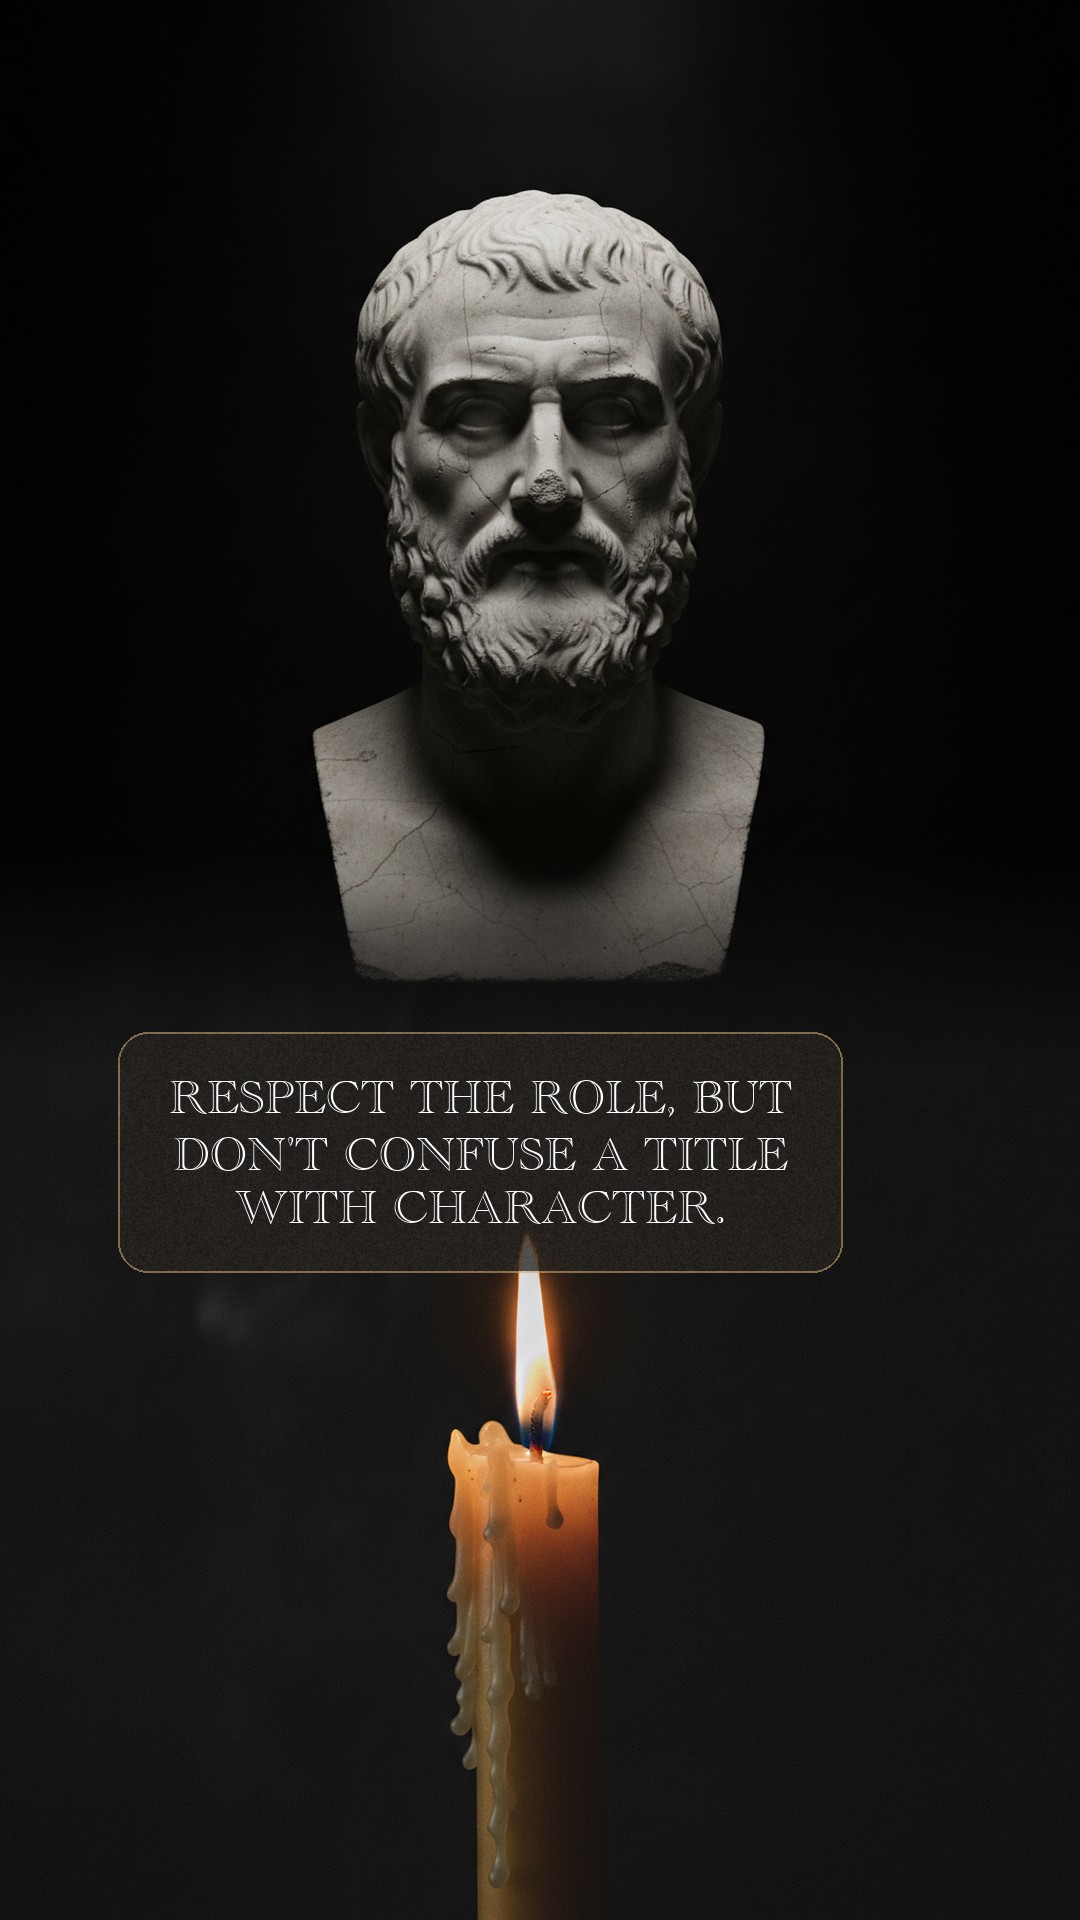 RESPECT THE ROLE, BUT
DON'T CONFUSE A TITLE
WITH CHARACTER.